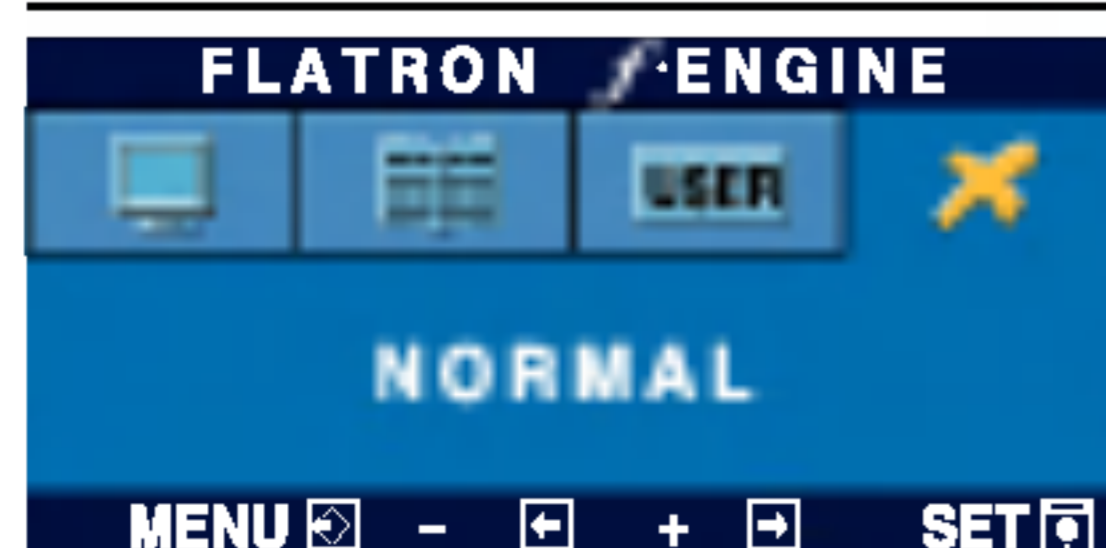 FLATRON f·ENGINE
USER
NORMAL
MENU - + SET